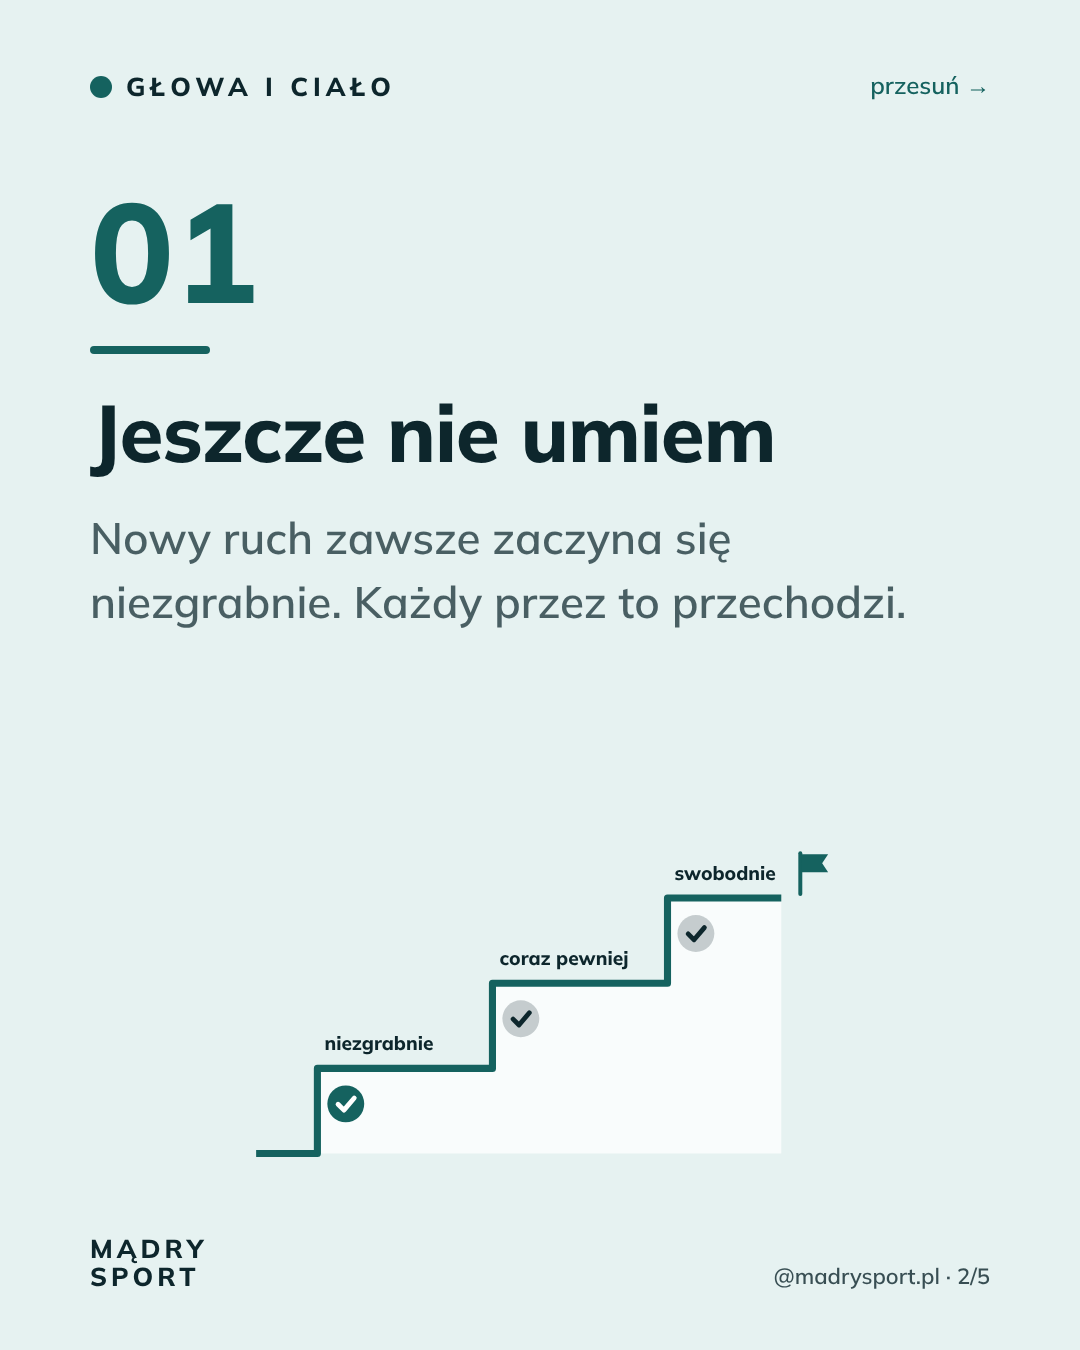 GŁOWA I CIAŁO
przesuń →
01
Jeszcze nie umiem
Nowy ruch zawsze zaczyna się
niezgrabnie. Każdy przez to przechodzi.
swobodnie
coraz pewniej
niezgrabnie
MĄDRY
SPORT
@madrysport.pl · 2/5